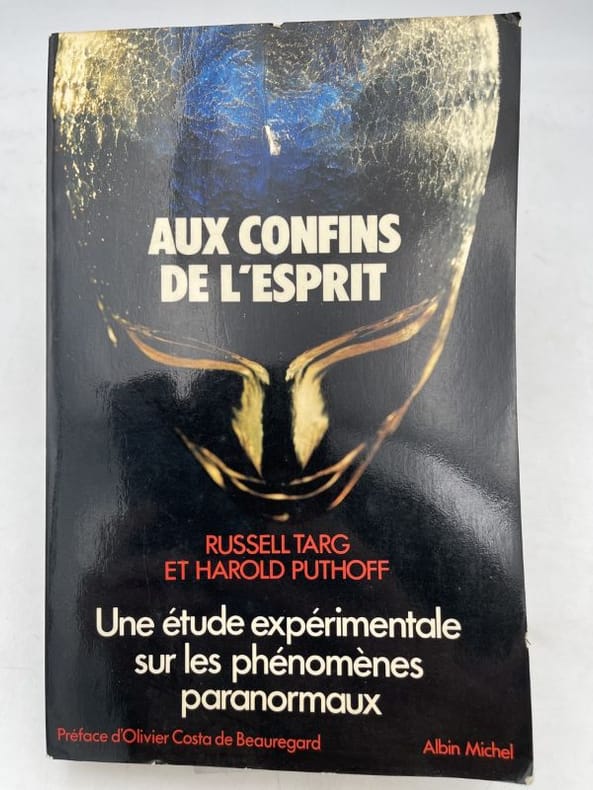 AUX CONFINS
DE L'ESPRIT
RUSSELL TARG
ET HAROLD PUTHOFF
Une étude expérimentale
sur les phénomènes
paranormaux
Préface d'Olivier Costa de Beauregard
Albin Michel